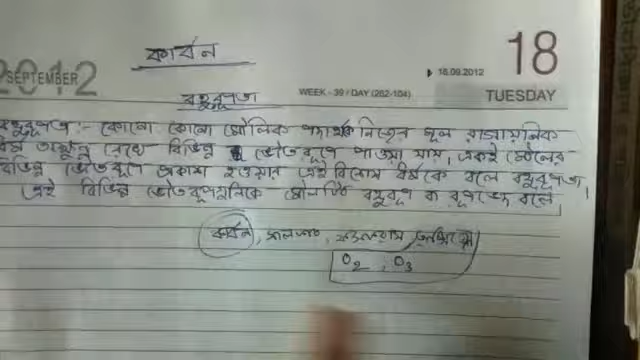 কার্বন
2012
SEPTEMBER
18
18.09.2012
বহুরূপতা
WEEK - 39 / DAY (262-104)
TUESDAY
বহুরূপতা :- কোনো কোনো মৌলিক পদার্থ নিজের মূল রাসায়নিক
ধর্ম অক্ষুন্ন রেখে বিভিন্ন ভৌতরূপে পাওয়া যায়, একই মৌলের
বিভিন্ন ভৌতরূপে প্রকাশ হওয়ার এই বিশেষ ধর্মকে বলে বহুরূপতা,
এই বিভিন্ন ভৌতরূপগুলিকে মৌলটির বহুরূপ বা রূপভেদ বলে
কার্বন, সালফার, ফসফরাস, অক্সিজেন
O2, O3